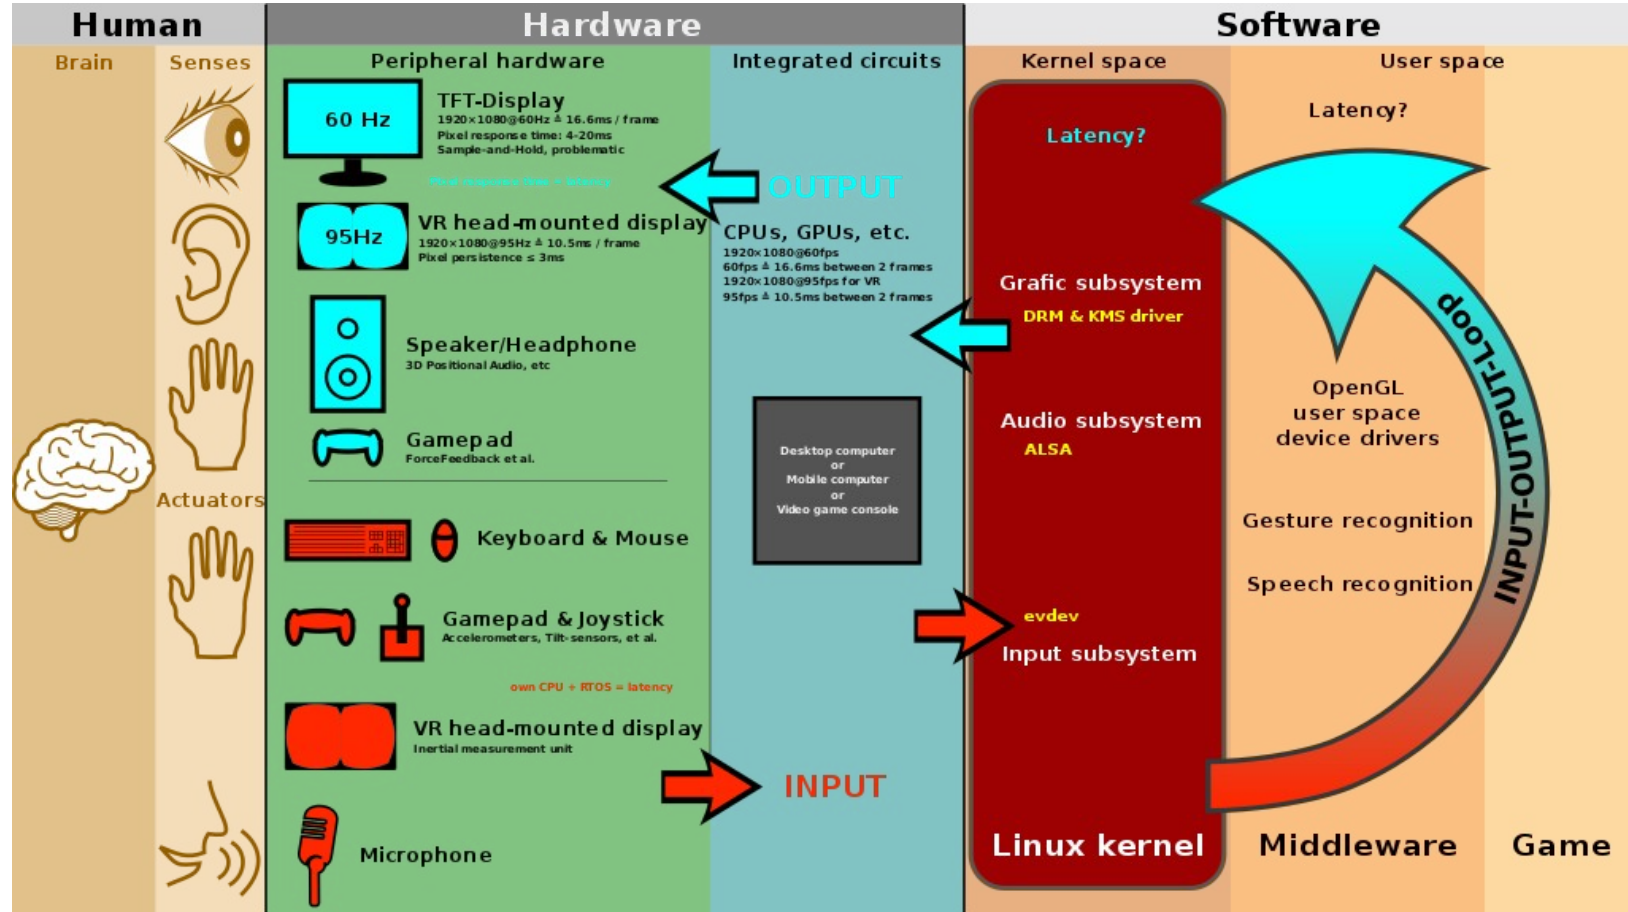 Human
Hardware
Software
Brain
Senses
Peripheral hardware
Integrated circuits
Kernel space
User space
60 Hz
TFT-Display
1920×1080@60Hz ≙ 16.6ms / frame
Pixel response time: 4-20ms
Sample-and-Hold, problematic
Pixel response time = latency
95Hz
VR head-mounted display
1920×1080@95Hz ≙ 10.5ms / frame
Pixel persistence ≤ 3ms
Speaker/Headphone
3D Positional Audio, etc
Gamepad
ForceFeedback et al.
Actuators
Keyboard & Mouse
Gamepad & Joystick
Accelerometers, Tilt-sensors, et al.
own CPU + RTOS = latency
VR head-mounted display
Inertial measurement unit
Microphone
OUTPUT
CPUs, GPUs, etc.
1920×1080@60fps
60fps ≙ 16.6ms between 2 frames
1920×1080@95fps for VR
95fps ≙ 10.5ms between 2 frames
Desktop computer
or
Mobile computer
or
Video game console
INPUT
Latency?
Grafic subsystem
DRM & KMS driver
Audio subsystem
ALSA
evdev
Input subsystem
Linux kernel
Latency?
OpenGL
user space
device drivers
Gesture recognition
Speech recognition
INPUT-OUTPUT-Loop
Middleware
Game